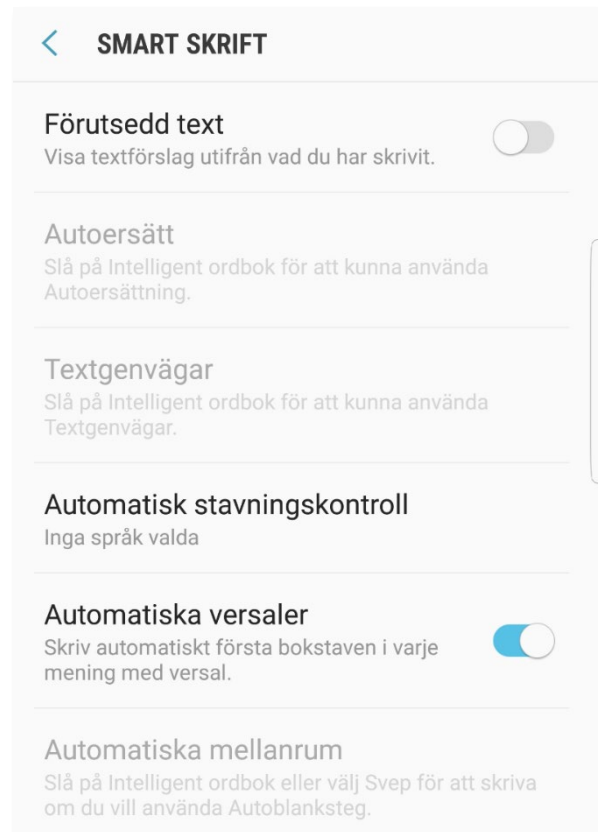 SMART SKRIFT
Förutsedd text
Visa textförslag utifrån vad du har skrivit.
Autoersätt
Slå på Intelligent ordbok för att kunna använda
Autoersättning.
Textgenvägar
Slå på Intelligent ordbok för att kunna använda
Textgenvägar.
Automatisk stavningskontroll
Inga språk valda
Automatiska versaler
Skriv automatiskt första bokstaven i varje
mening med versal.
Automatiska mellanrum
Slå på Intelligent ordbok eller välj Svep för att skriva
om du vill använda Autoblanksteg.